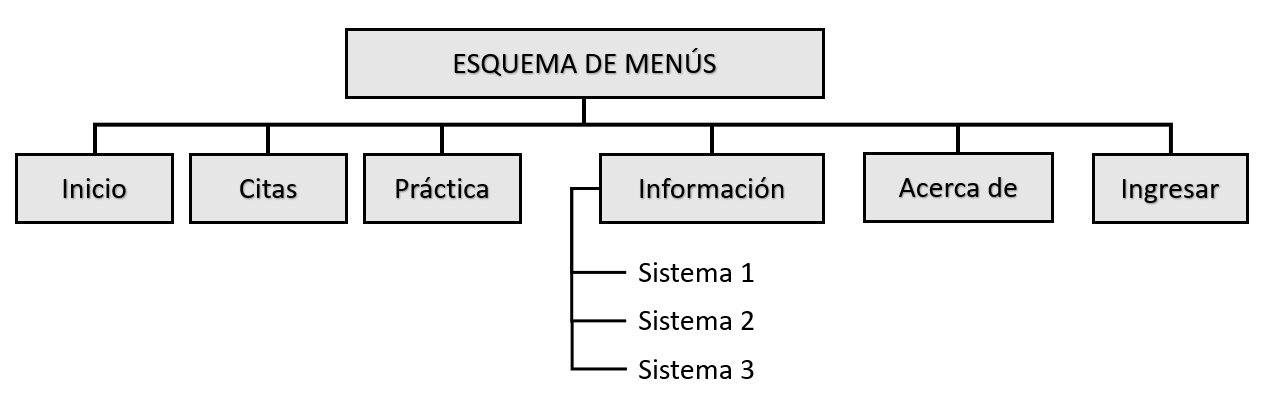 ESQUEMA DE MENÚS
Inicio
Citas
Práctica
Información
Acerca de
Ingresar
Sistema 1
Sistema 2
Sistema 3